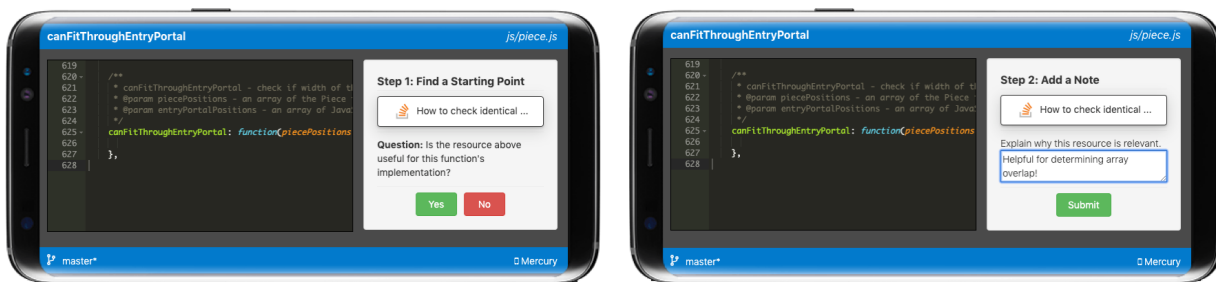 canFitThroughEntryPortal js/piece.js
619
620 /**
621 * canFitThroughEntryPortal - check if width of th
622 * @param piecePositions - an array of the Piece
623 * @param entryPortalPositions - an array of Java
624 */
625 canFitThroughEntryPortal: function(piecePositions
626
627 },
628
Step 1: Find a Starting Point
How to check identical ...
Question: Is the resource above
useful for this function's
implementation?
Yes No
master* Mercury
canFitThroughEntryPortal js/piece.js
619
620 /**
621 * canFitThroughEntryPortal - check if width of th
622 * @param piecePositions - an array of the Piece
623 * @param entryPortalPositions - an array of Java
624 */
625 canFitThroughEntryPortal: function(piecePositions
626
627 },
628
Step 2: Add a Note
How to check identical ...
Explain why this resource is relevant.
Helpful for determining array
overlap!
Submit
master* Mercury